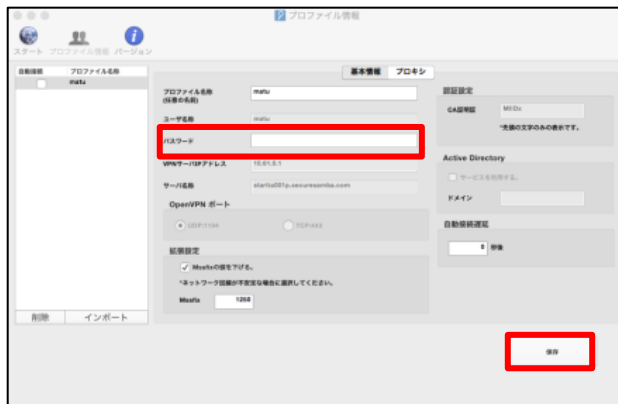 プロファイル情報
スタート プロファイル情報 バージョン
自動接続 プロファイル名称
matu
基本情報 プロキシ
プロファイル名称
(任意の名前)
matu
ユーザ名称
matu
パスワード
VPNサーバIPアドレス
10.61.0.1
サーバ名称
OpenVPN ポート
UDP:1194
TCP:443
拡張設定
Mssfixの値を下げる。
*ネットワーク回線が不安定な場合に選択してください。
Mssfix
1258
認証設定
CA証明証
*先頭の文字のみの表示です。
Active Directory
サービスを利用する。
ドメイン
自動接続遅延
秒後
削除 インポート
保存